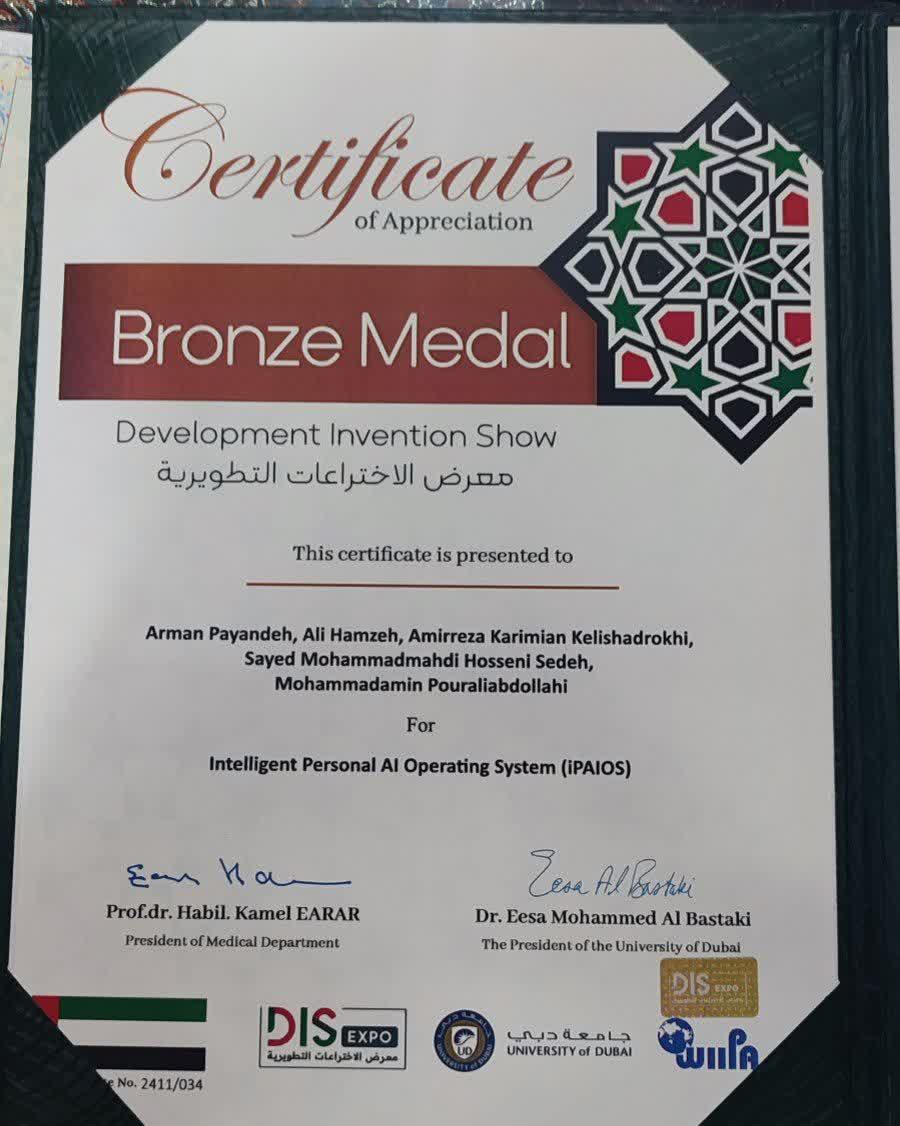 Certificate
of Appreciation
Bronze Medal
Development Invention Show
معرض الاختراعات التطويرية
This certificate is presented to
Arman Payandeh, Ali Hamzeh, Amirreza Karimian Kelishadrokhi,
Sayed Mohammadmahdi Hosseni Sedeh,
Mohammadamin Pouraliabdollahi
For
Intelligent Personal AI Operating System (iPAIOS)
Eesa Al Bastaki
Prof.dr. Habil. Kamel EARAR
Dr. Eesa Mohammed Al Bastaki
President of Medical Department
The President of the University of Dubai
DIS EXPO
DIS EXPO
معرض الاختراعات التطويرية
UD
جامعة دبي
UNIVERSITY of DUBAI
WIIPA
No. 2411/034